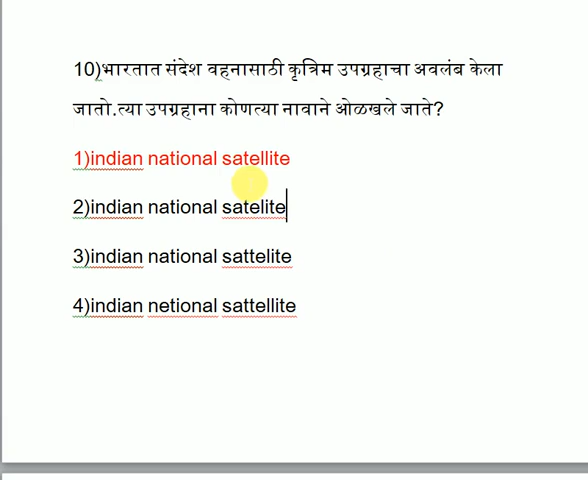 10)भारतात संदेश वहनासाठी कृत्रिम उपग्रहाचा अवलंब केला
जातो.त्या उपग्रहाना कोणत्या नावाने ओळखले जाते?
1)indian national satellite
2)indian national satelite
3)indian national sattelite
4)indian netional sattellite